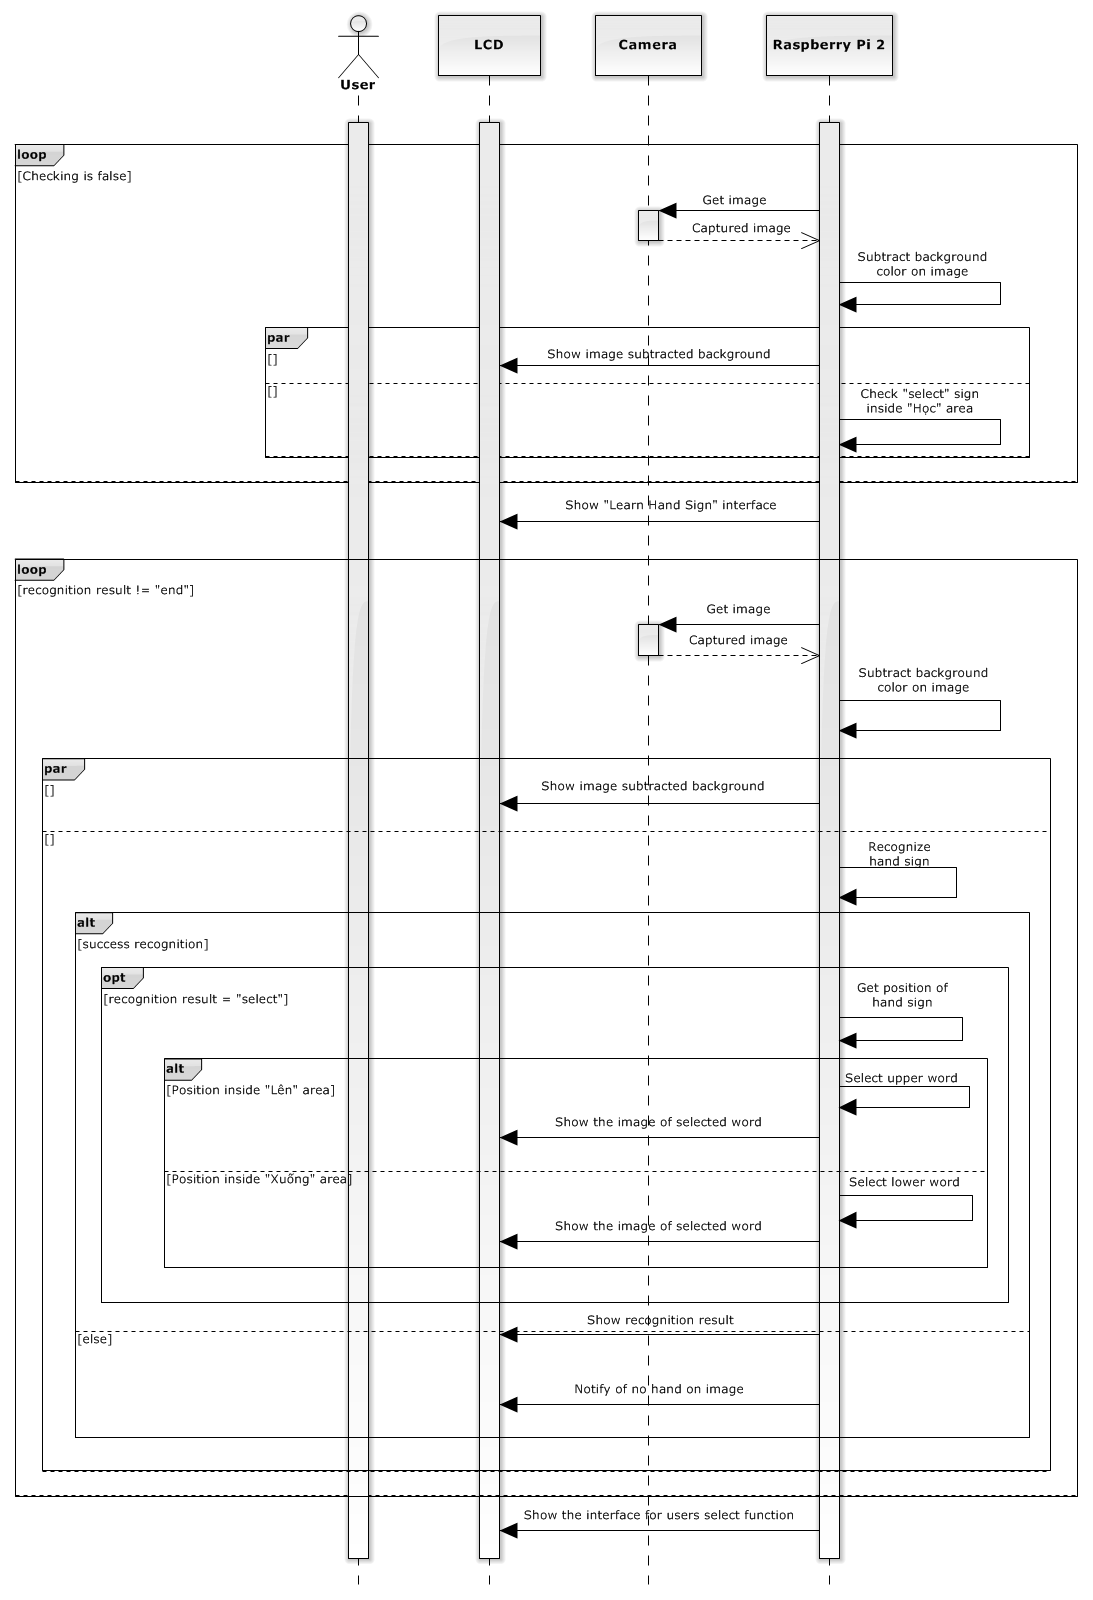 User
LCD
Camera
Raspberry Pi 2
loop
[Checking is false]
Get image
Captured image
Subtract background
color on image
par
[]
Show image subtracted background
[]
Check "select" sign
inside "Học" area
Show "Learn Hand Sign" interface
loop
[recognition result != "end"]
Get image
Captured image
Subtract background
color on image
par
[]
Show image subtracted background
[]
Recognize
hand sign
alt
[success recognition]
opt
[recognition result = "select"]
Get position of
hand sign
alt
[Position inside "Lên" area]
Select upper word
Show the image of selected word
[Position inside "Xuống" area]
Select lower word
Show the image of selected word
Show recognition result
[else]
Notify of no hand on image
Show the interface for users select function